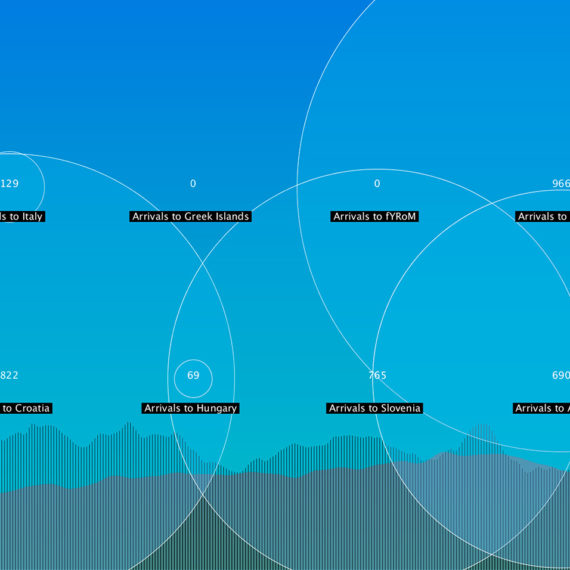 129 0 0 966
ls to Italy Arrivals to Greek Islands Arrivals to fYRoM Arrivals to
822 69 765 690
to Croatia Arrivals to Hungary Arrivals to Slovenia Arrivals to A